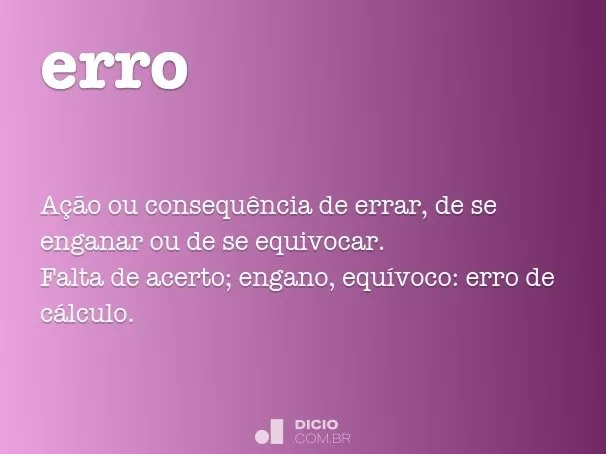 erro
Ação ou consequência de errar, de se
enganar ou de se equivocar.
Falta de acerto; engano, equívoco: erro de
cálculo.
DICIO
COM.BR